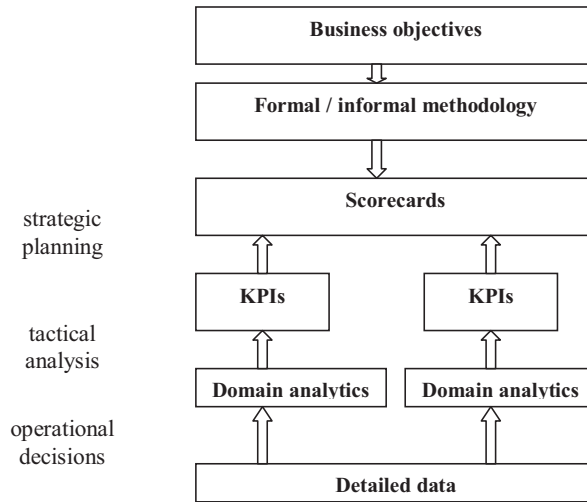 Business objectives
Formal / informal methodology
Scorecards
strategic
planning
KPIs
KPIs
tactical
analysis
Domain analytics
Domain analytics
operational
decisions
Detailed data